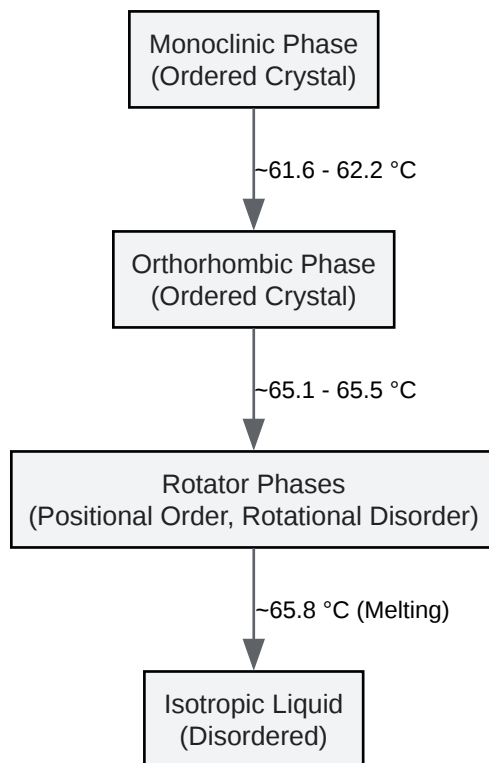 Monoclinic Phase
(Ordered Crystal)
~61.6 - 62.2 °C
Orthorhombic Phase
(Ordered Crystal)
~65.1 - 65.5 °C
Rotator Phases
(Positional Order, Rotational Disorder)
~65.8 °C (Melting)
Isotropic Liquid
(Disordered)